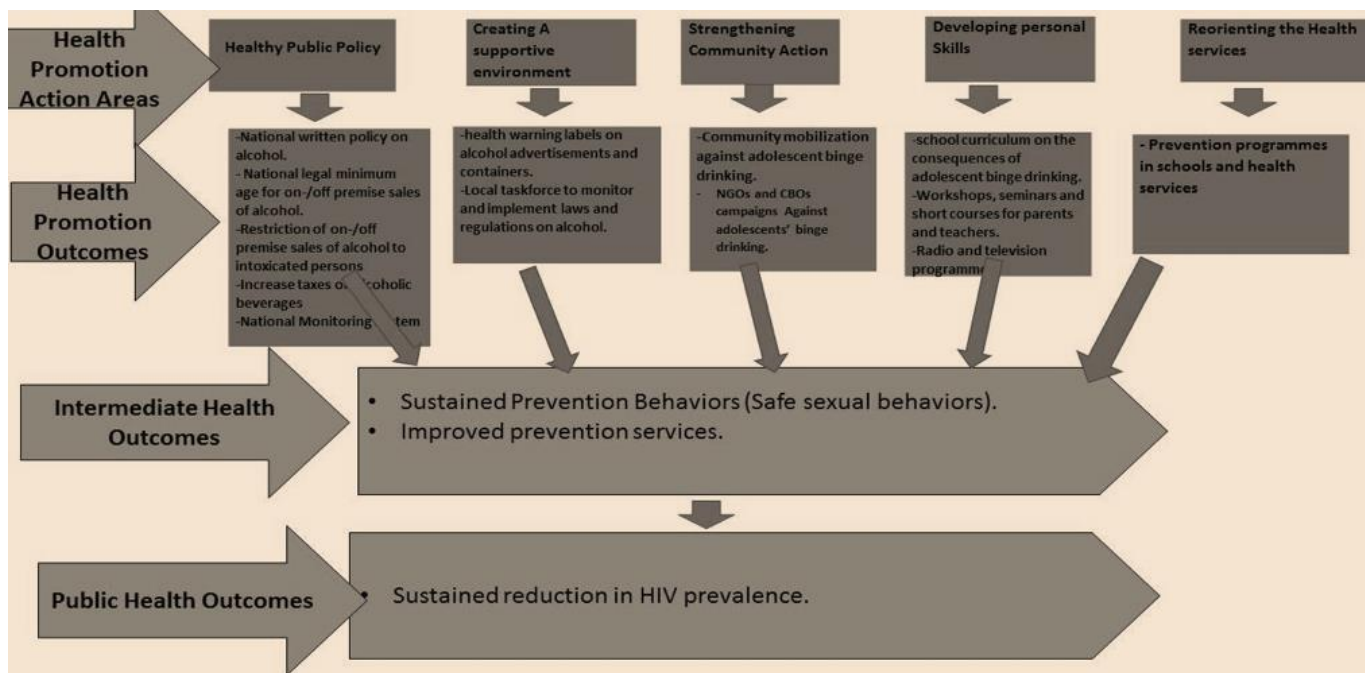 Health
Promotion
Action Areas
Healthy Public Policy
Creating A
supportive
environment
Strengthening
Community Action
Developing personal
Skills
Reorienting the Health
services
Health
Promotion
Outcomes
-National written policy on
alcohol.
- National legal minimum
age for on-/off premise sales
of alcohol.
-Restriction of on-/off
premise sales of alcohol to
intoxicated persons
-Increase taxes of alcoholic
beverages
-National Monitoring
-health warning labels on
alcohol advertisements and
containers.
-Local taskforce to monitor
and implement laws and
regulations on alcohol.
-Community mobilization
against adolescent binge
drinking.
- NGOs and CBOs
campaigns Against
adolescents' binge
drinking.
-school curriculum on the
consequences of
adolescent binge drinking.
-Workshops, seminars and
short courses for parents
and teachers.
-Radio and television
- Prevention programmes
in schools and health
services
Intermediate Health
Outcomes
• Sustained Prevention Behaviors (Safe sexual behaviors).
• Improved prevention services.
Public Health Outcomes
• Sustained reduction in HIV prevalence.